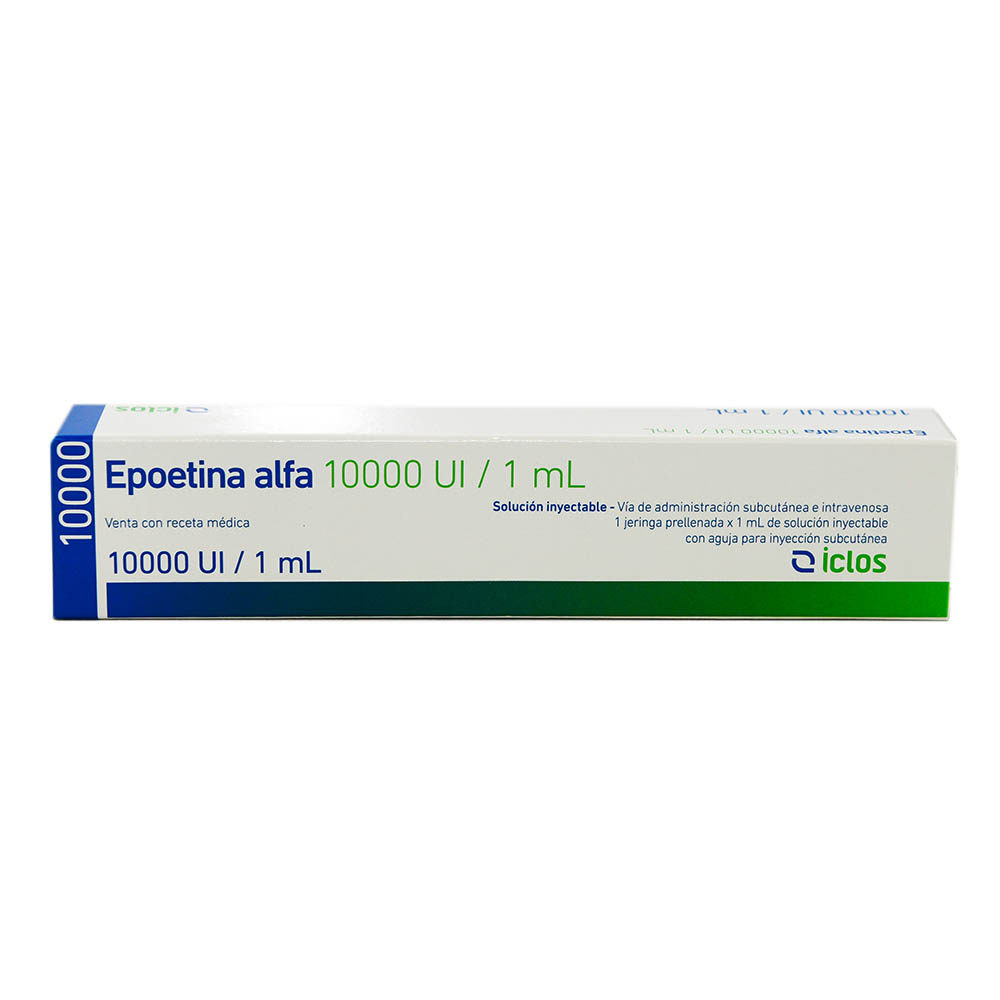 iclos
10000 UI / 1 mL
Epoetina alfa 10000 UI / 1 mL
10000
Epoetina alfa 10000 UI / 1 mL
Solución inyectable - Vía de administración subcutánea e intravenosa
Venta con receta médica
1 jeringa prellenada x 1 mL de solución inyectable
con aguja para inyección subcutánea
10000 UI / 1 mL
iclos